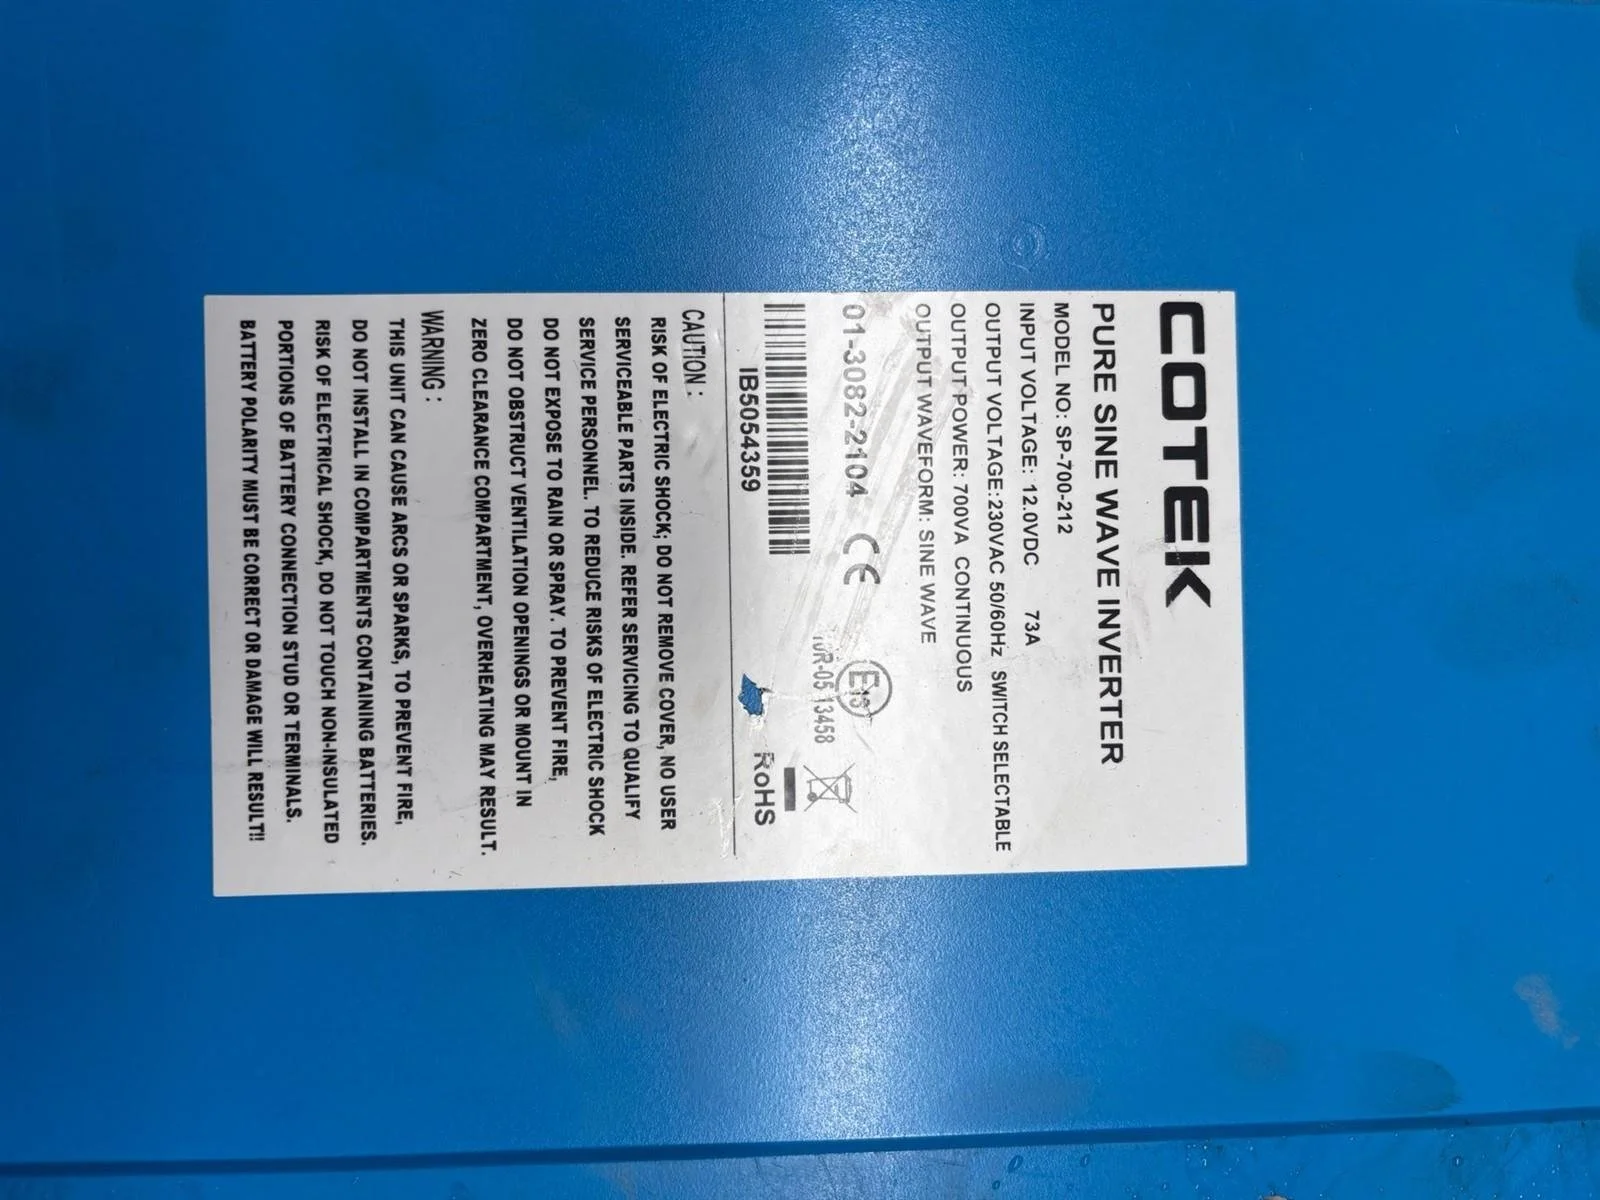 COTEK
PURE SINE WAVE INVERTER
MODEL NO: SP-700-212
INPUT VOLTAGE: 12.0VDC 73A
OUTPUT VOLTAGE: 230VAC 50/60Hz SWITCH SELECTABLE
OUTPUT POWER: 700VA CONTINUOUS
OUTPUT WAVEFORM: SINE WAVE
01-3082-2104 CE E13
10R-05 13458
IB5054359 RoHS
CAUTION :
RISK OF ELECTRIC SHOCK; DO NOT REMOVE COVER, NO USER
SERVICEABLE PARTS INSIDE. REFER SERVICING TO QUALIFY
SERVICE PERSONNEL. TO REDUCE RISKS OF ELECTRIC SHOCK
DO NOT EXPOSE TO RAIN OR SPRAY. TO PREVENT FIRE,
DO NOT OBSTRUCT VENTILATION OPENINGS OR MOUNT IN
ZERO CLEARANCE COMPARTMENT, OVERHEATING MAY RESULT.
WARNING :
THIS UNIT CAN CAUSE ARCS OR SPARKS, TO PREVENT FIRE,
DO NOT INSTALL IN COMPARTMENTS CONTAINING BATTERIES.
RISK OF ELECTRICAL SHOCK, DO NOT TOUCH NON-INSULATED
PORTIONS OF BATTERY CONNECTION STUD OR TERMINALS.
BATTERY POLARITY MUST BE CORRECT OR DAMAGE WILL RESULT!!